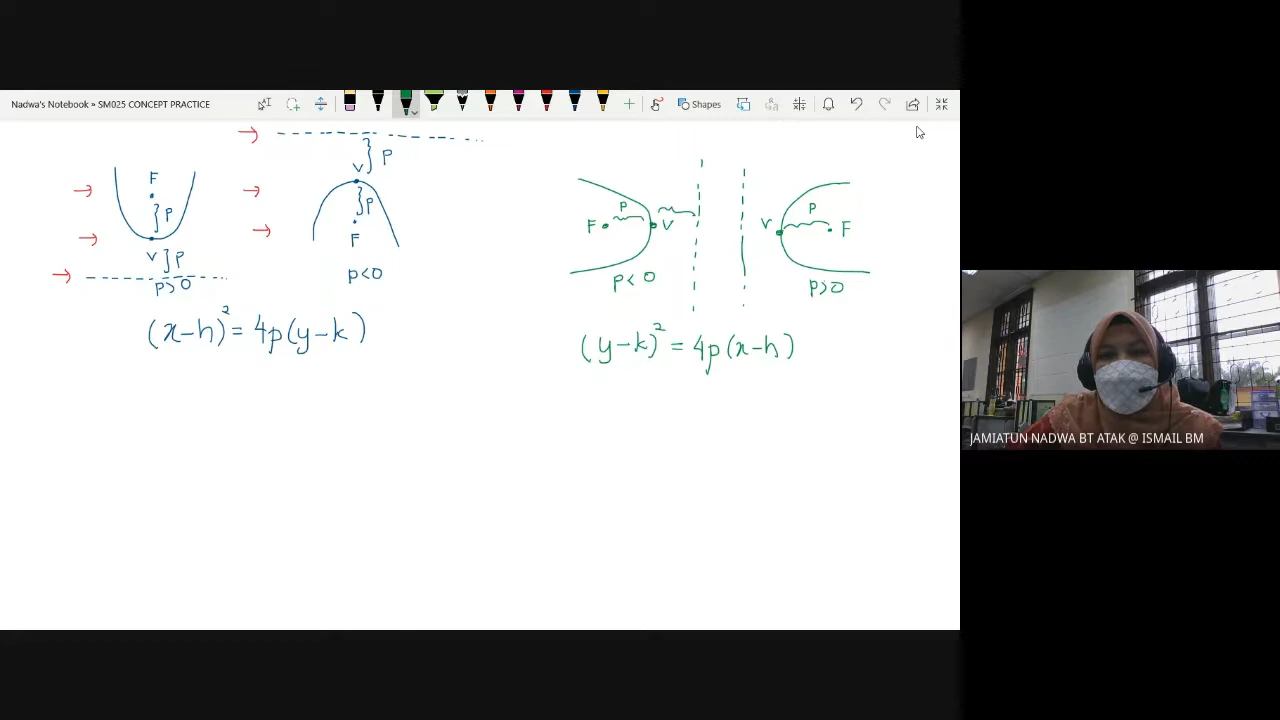 Nadwa's Notebook » SM025 CONCEPT PRACTICE
Shapes
P
V
F
P
P
F
V
P
p>0
p<0
(x-h)² = 4p(y-k)
P
F
V
p<0
P
V
F
p>0
(y-k)² = 4p(x-h)
JAMIATUN NADWA BT ATAK @ ISMAIL BM